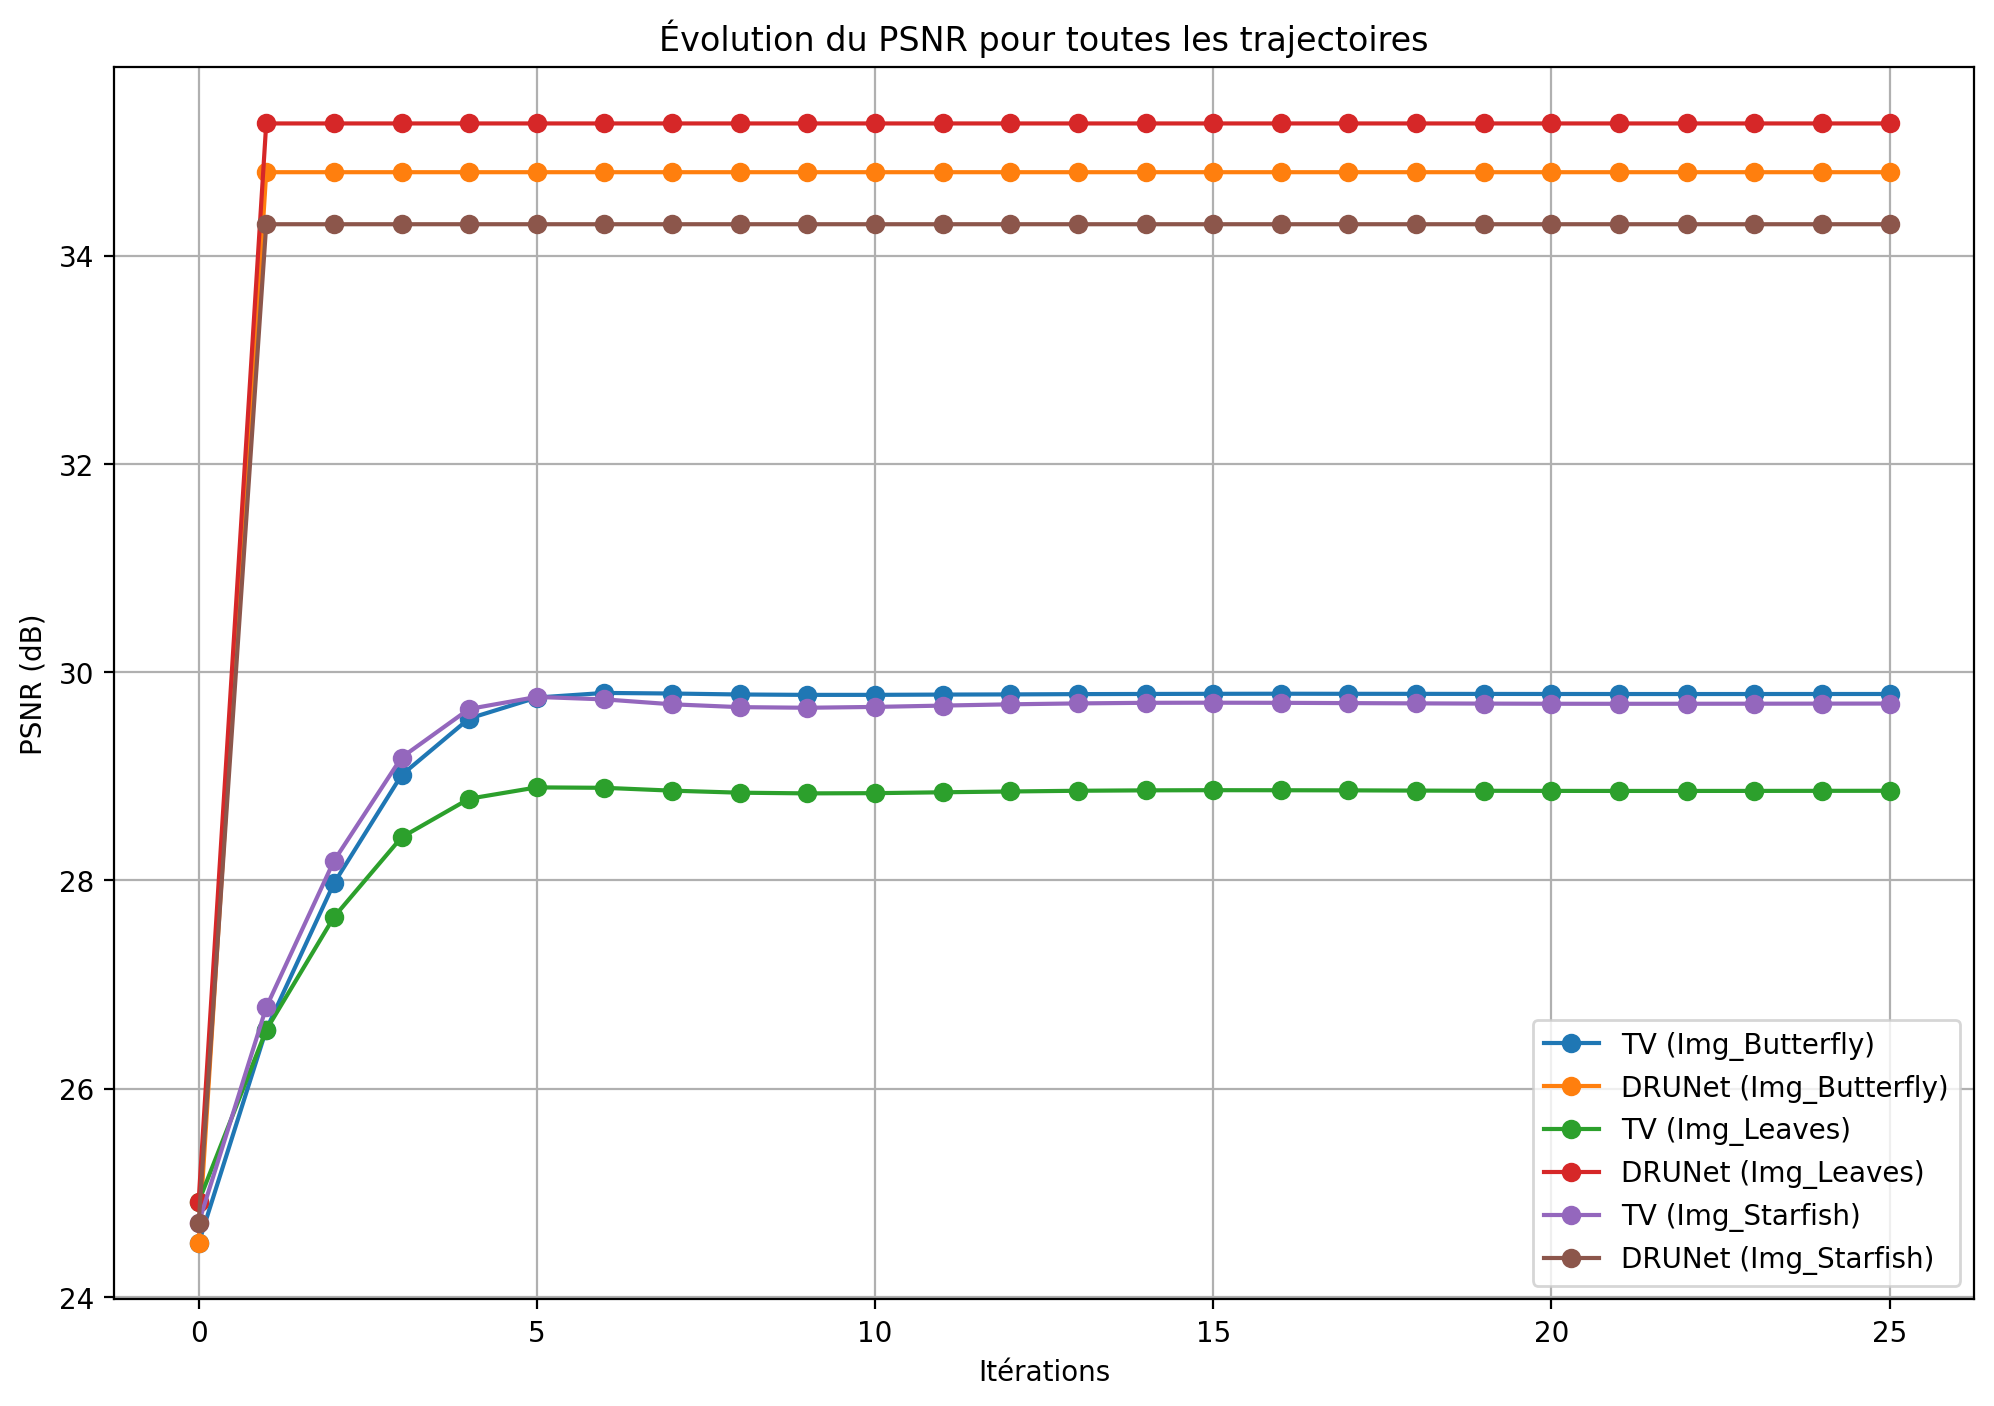 Évolution du PSNR pour toutes les trajectoires
PSNR (dB)
34
32
30
28
26
24
0 5 10 15 20 25
Itérations
TV (Img_Butterfly)
DRUNet (Img_Butterfly)
TV (Img_Leaves)
DRUNet (Img_Leaves)
TV (Img_Starfish)
DRUNet (Img_Starfish)